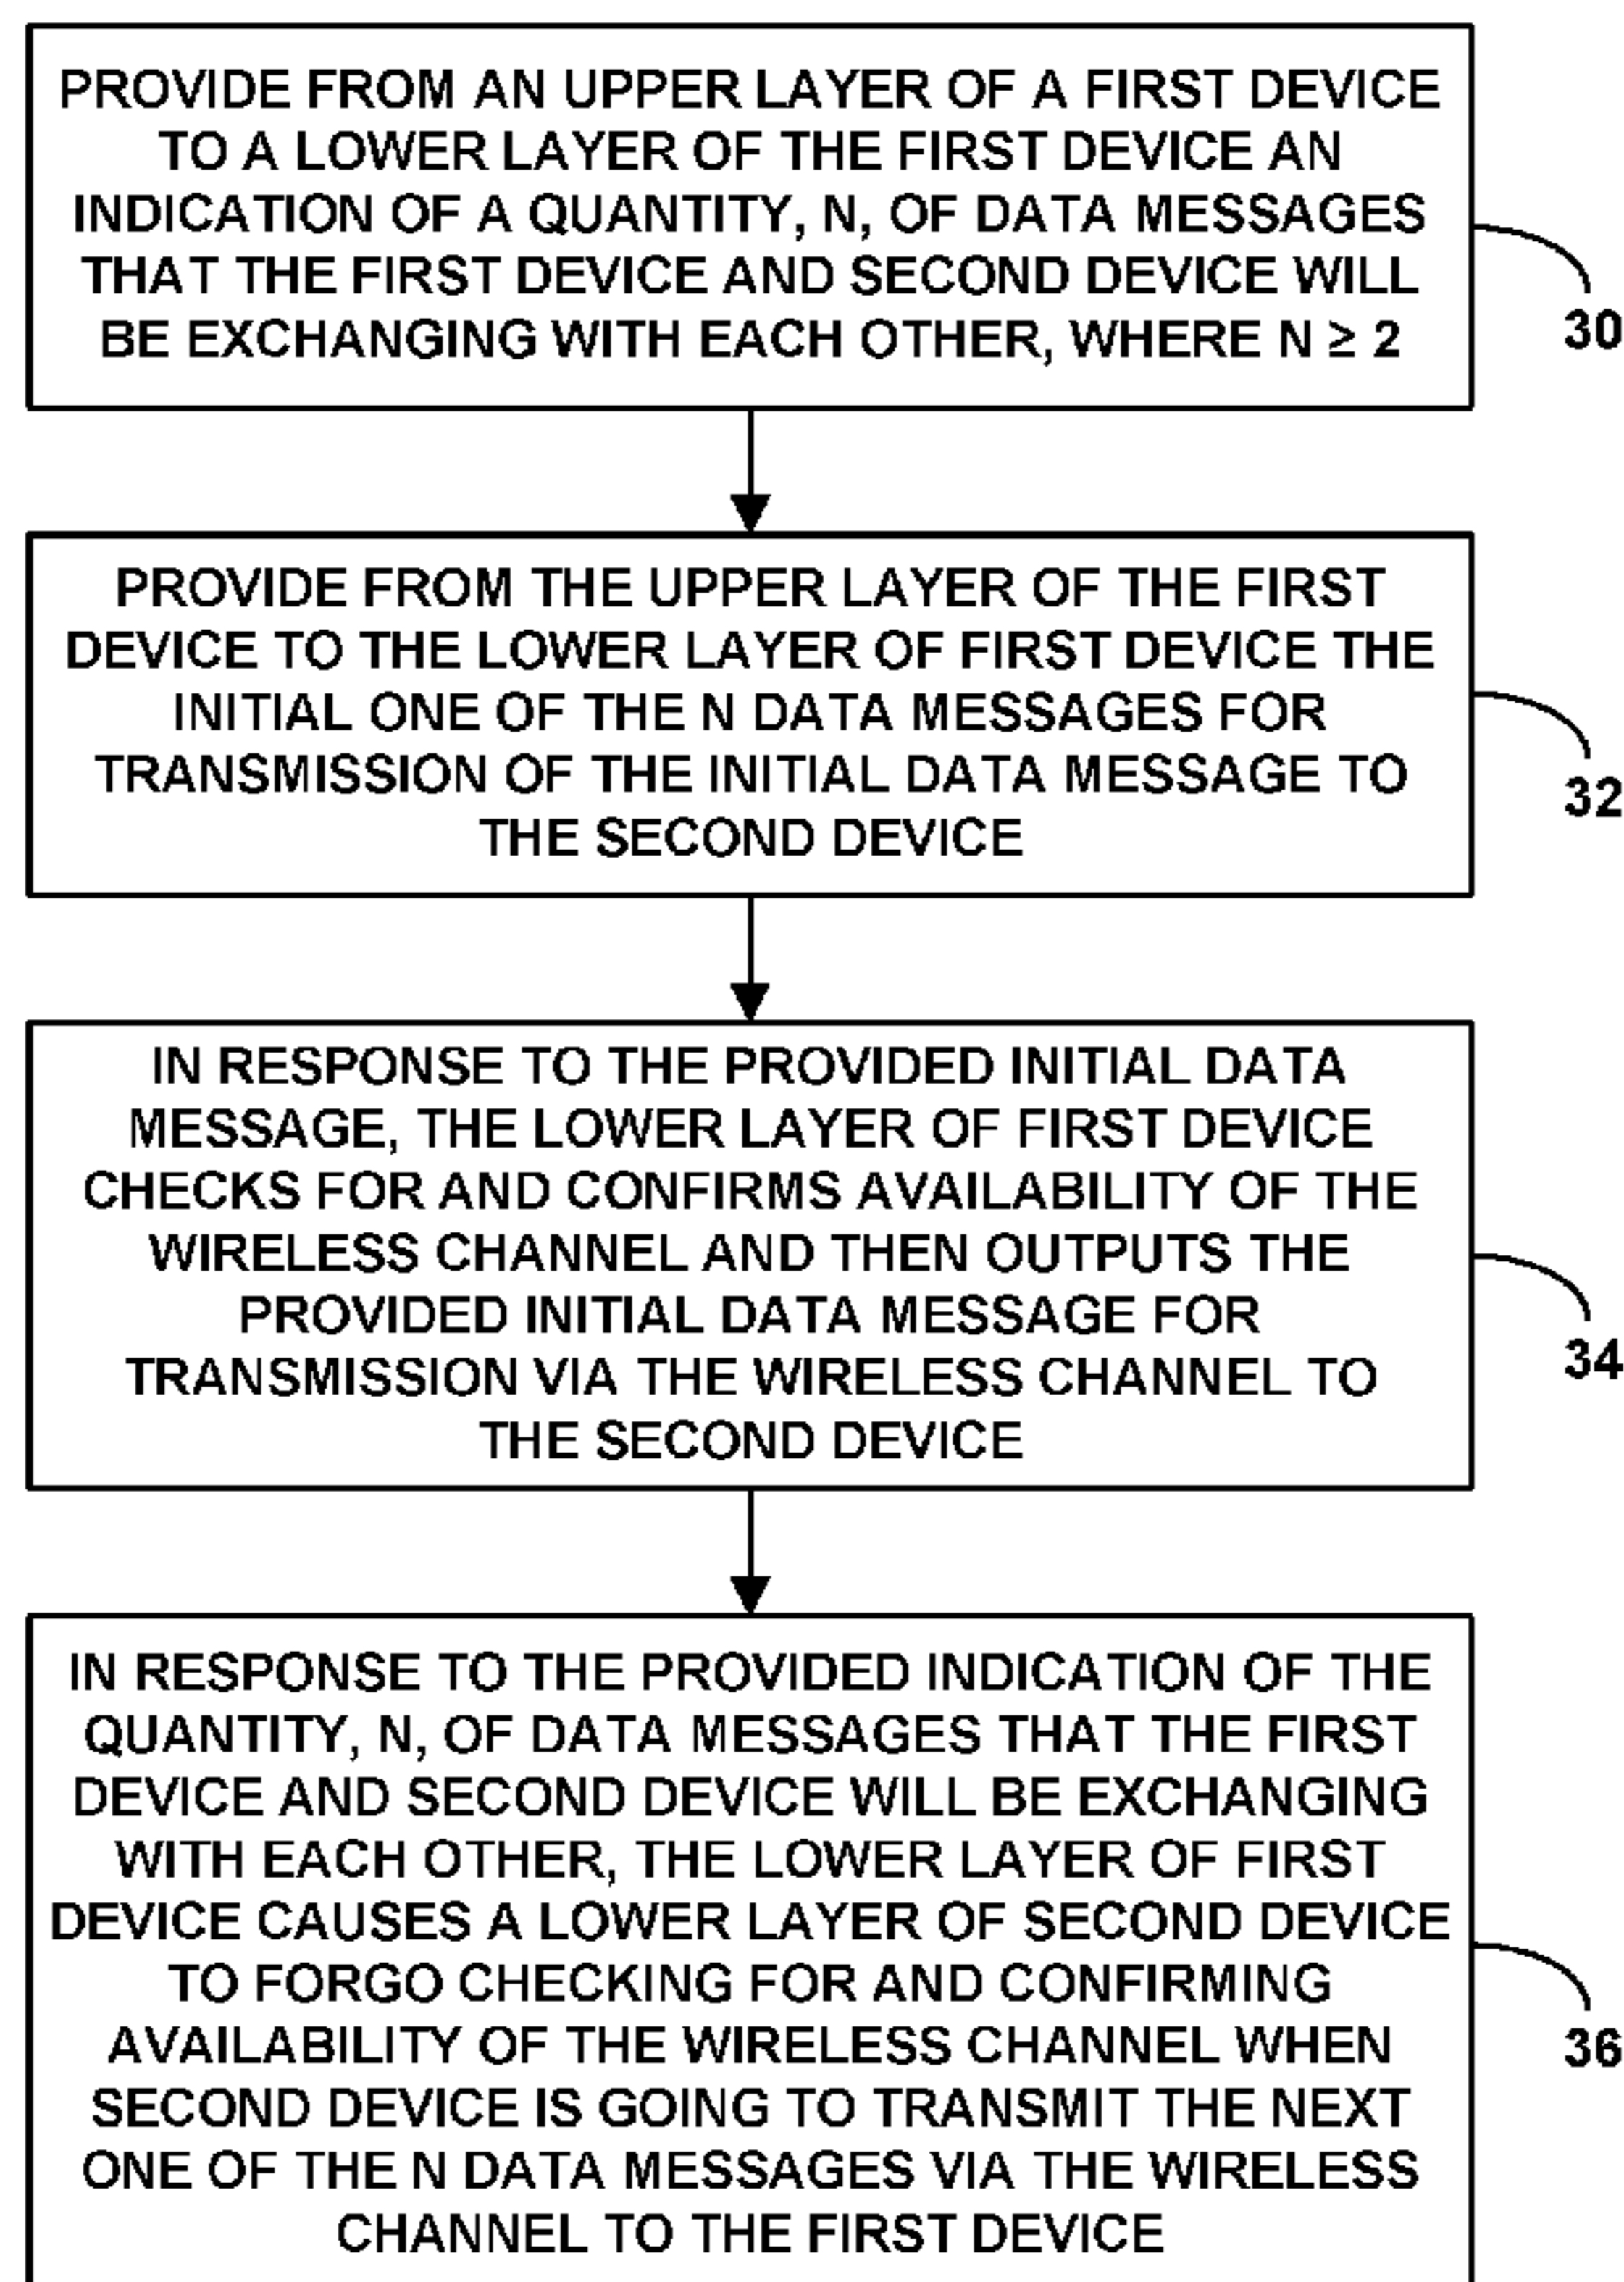 PROVIDE FROM AN UPPER LAYER OF A FIRST DEVICE
TO A LOWER LAYER OF THE FIRST DEVICE AN
INDICATION OF A QUANTITY, N, OF DATA MESSAGES
THAT THE FIRST DEVICE AND SECOND DEVICE WILL
BE EXCHANGING WITH EACH OTHER, WHERE N ≥ 2
30
PROVIDE FROM THE UPPER LAYER OF THE FIRST
DEVICE TO THE LOWER LAYER OF FIRST DEVICE THE
INITIAL ONE OF THE N DATA MESSAGES FOR
TRANSMISSION OF THE INITIAL DATA MESSAGE TO
THE SECOND DEVICE
32
IN RESPONSE TO THE PROVIDED INITIAL DATA
MESSAGE, THE LOWER LAYER OF FIRST DEVICE
CHECKS FOR AND CONFIRMS AVAILABILITY OF THE
WIRELESS CHANNEL AND THEN OUTPUTS THE
PROVIDED INITIAL DATA MESSAGE FOR
TRANSMISSION VIA THE WIRELESS CHANNEL TO
THE SECOND DEVICE
34
IN RESPONSE TO THE PROVIDED INDICATION OF THE
QUANTITY, N, OF DATA MESSAGES THAT THE FIRST
DEVICE AND SECOND DEVICE WILL BE EXCHANGING
WITH EACH OTHER, THE LOWER LAYER OF FIRST
DEVICE CAUSES A LOWER LAYER OF SECOND DEVICE
TO FORGO CHECKING FOR AND CONFIRMING
AVAILABILITY OF THE WIRELESS CHANNEL WHEN
SECOND DEVICE IS GOING TO TRANSMIT THE NEXT
ONE OF THE N DATA MESSAGES VIA THE WIRELESS
CHANNEL TO THE FIRST DEVICE
36